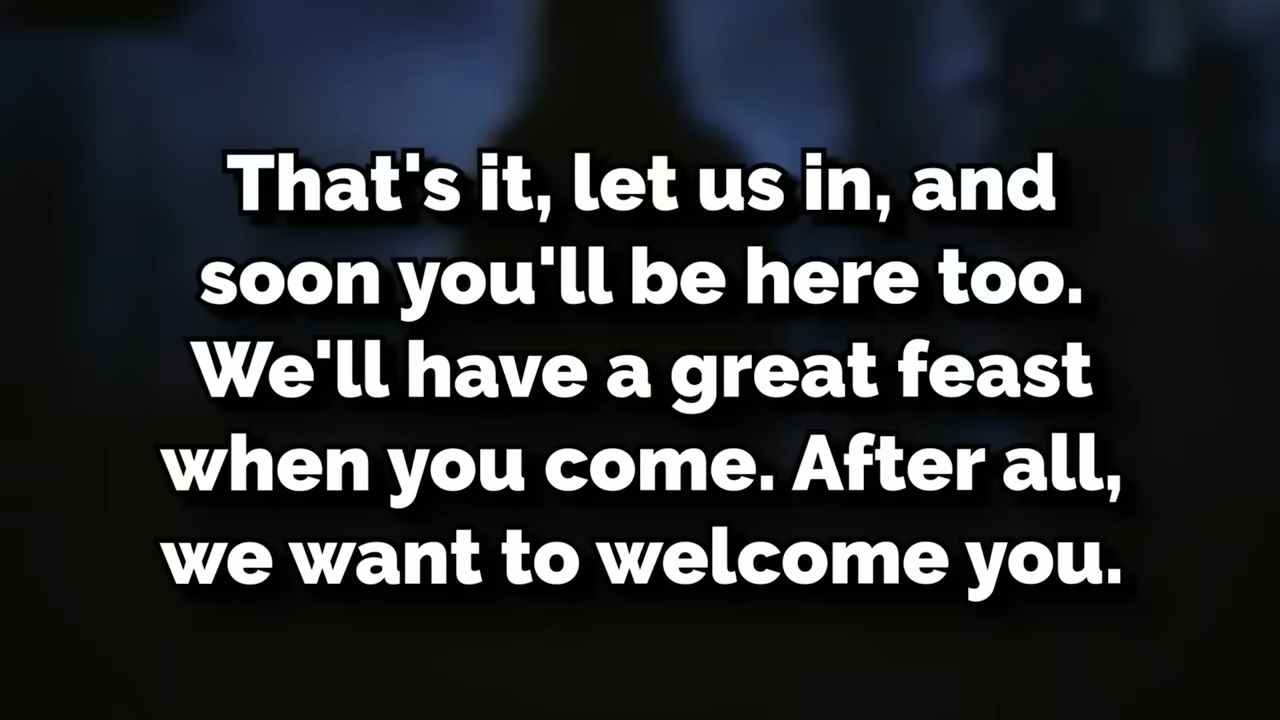 That's it, let us in, and
soon you'll be here too.
We'll have a great feast
when you come. After all,
we want to welcome you.